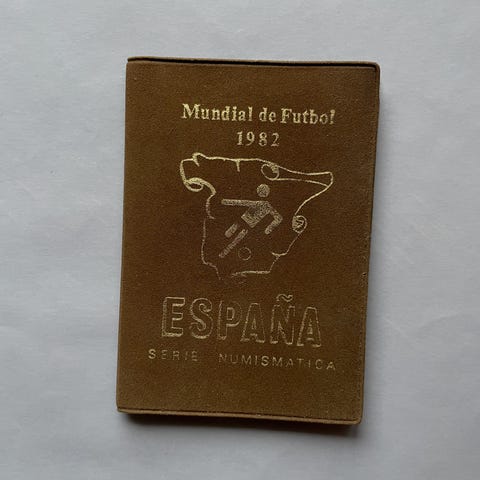 Mundial de Futbol
1982
ESPAÑA
SERIE NUMISMATICA